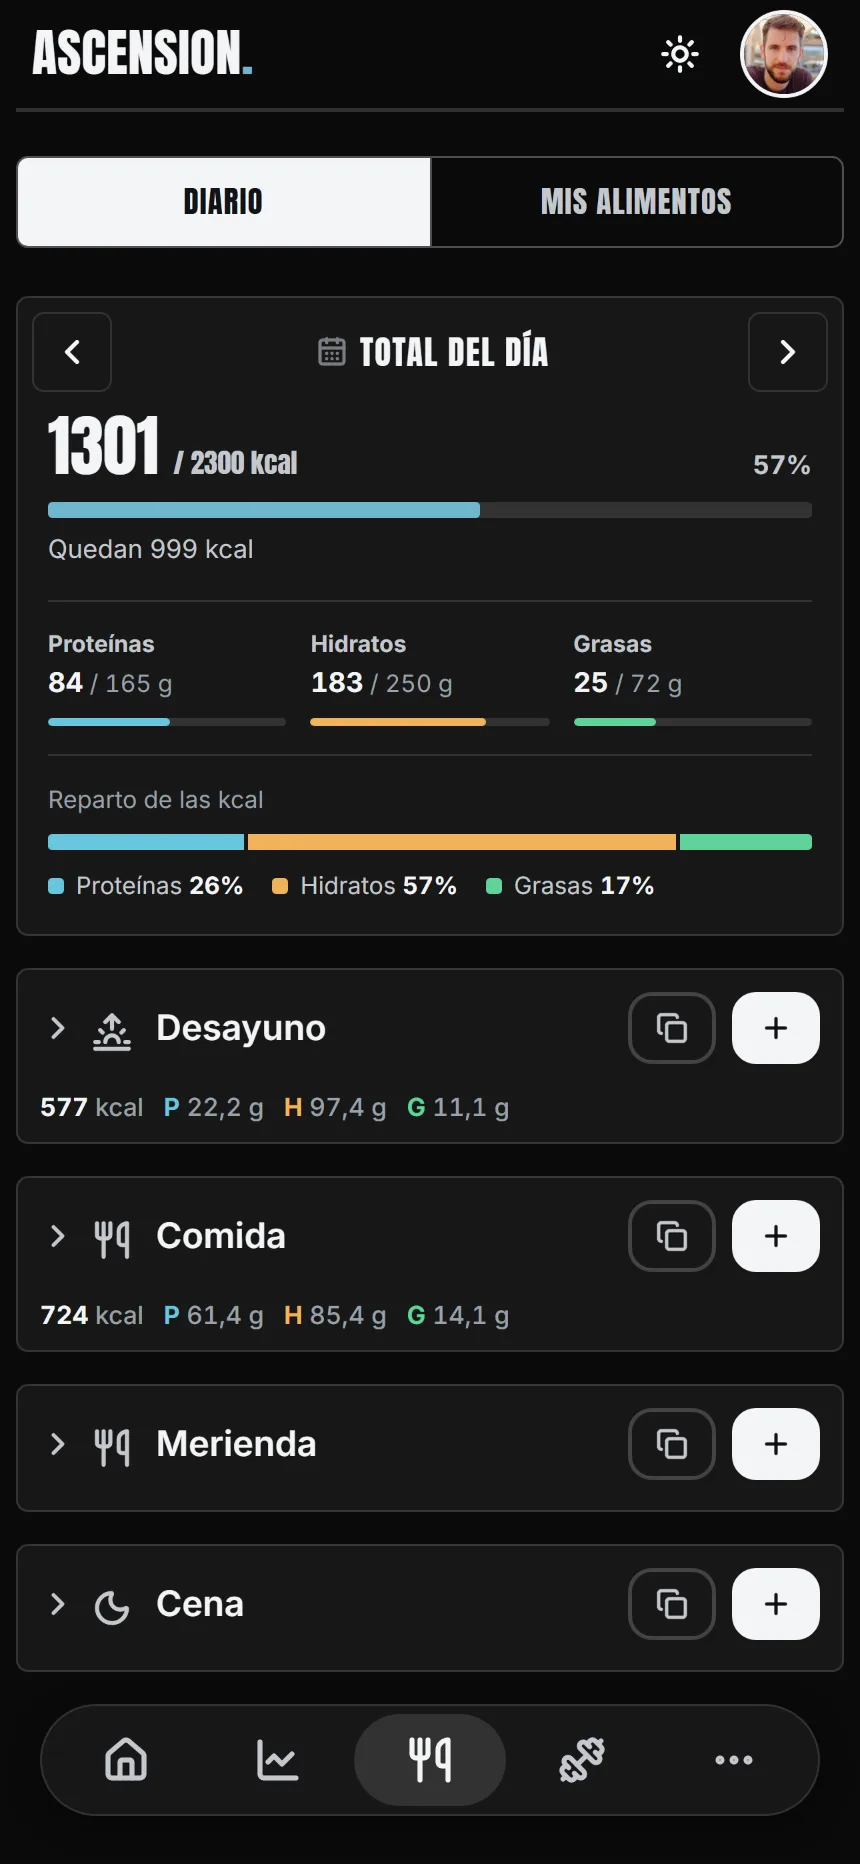 ASCENSION.
DIARIO
MIS ALIMENTOS
TOTAL DEL DÍA
1301 / 2300 kcal
57%
Quedan 999 kcal
Proteínas
84 / 165 g
Hidratos
183 / 250 g
Grasas
25 / 72 g
Reparto de las kcal
Proteínas 26% Hidratos 57% Grasas 17%
Desayuno
577 kcal P 22,2 g H 97,4 g G 11,1 g
Comida
724 kcal P 61,4 g H 85,4 g G 14,1 g
Merienda
Cena